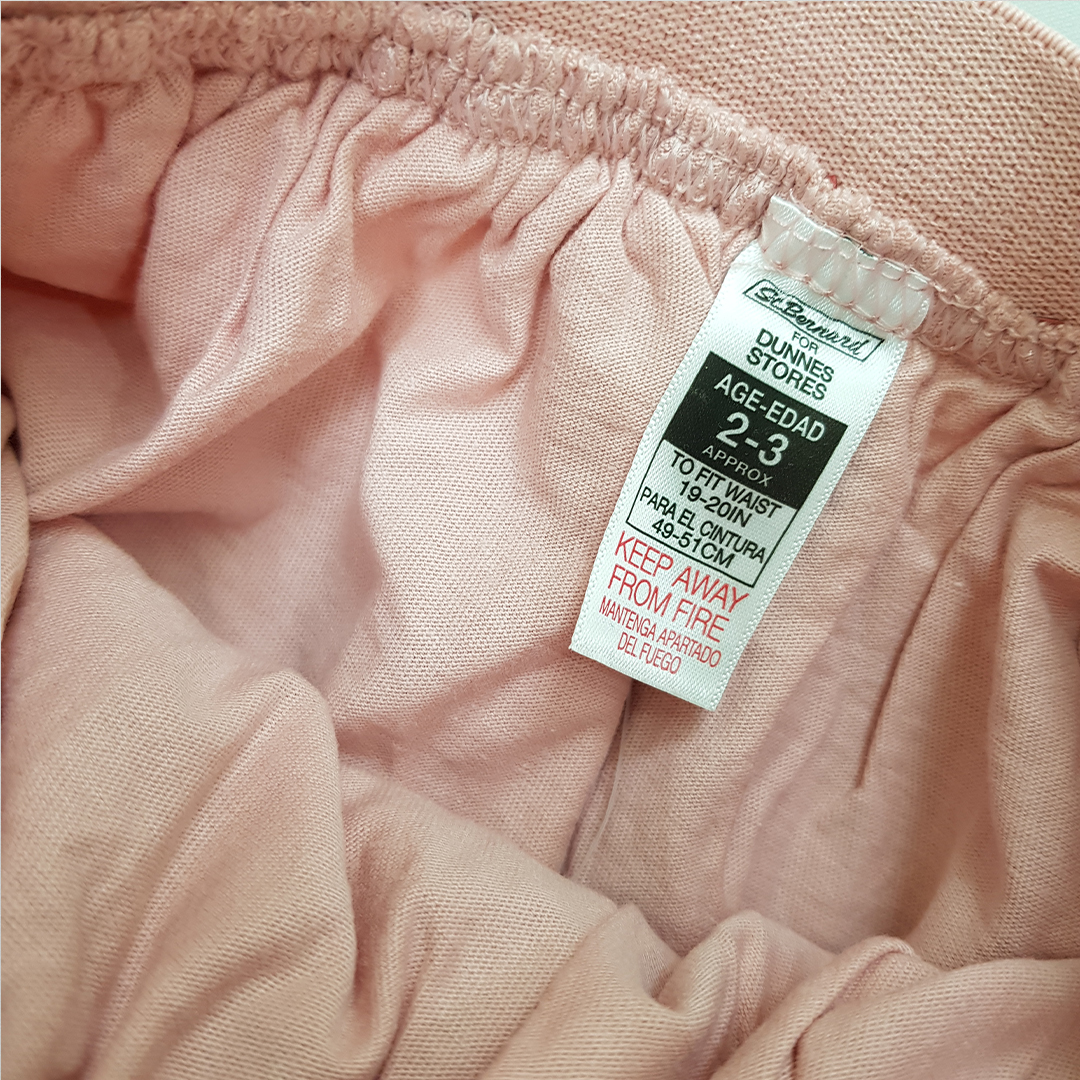 St. Bernard
FOR
DUNNES
STORES
AGE-EDAD
2-3
APPROX
TO FIT WAIST
19-20IN
PARA EL CINTURA
49-51CM
KEEP AWAY
FROM FIRE
MANTENGA APARTADO
DEL FUEGO